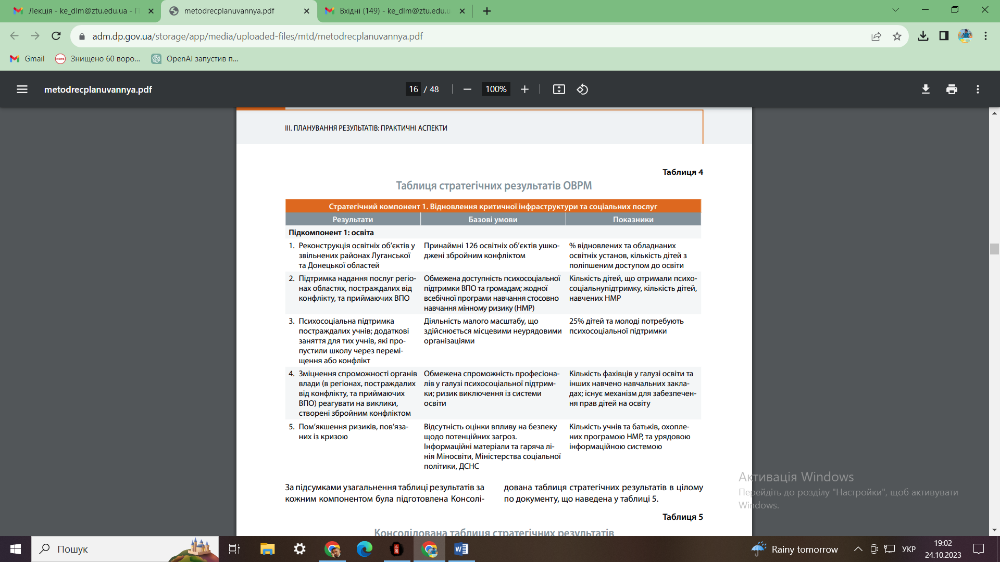 Лекція - ke_dlm@ztu.edu.ua - П
metodrecplanuvannya.pdf
Вхідні (149) - ke_dlm@ztu.edu.u
adm.dp.gov.ua/storage/app/media/uploaded-files/mtd/metodrecplanuvannya.pdf
Gmail
NEWS
Знищено 60 воро...
OpenAI запустив п...
metodrecplanuvannya.pdf
16 / 48
100%
III. ПЛАНУВАННЯ РЕЗУЛЬТАТІВ: ПРАКТИЧНІ АСПЕКТИ
Таблиця 4
Таблиця стратегічних результатів ОВРМ
Стратегічний компонент 1. Відновлення критичної інфраструктури та соціальних послуг
Результати
Базові умови
Показники
Підкомпонент 1: освіта
1. Реконструкція освітніх об’єктів у
звільнених районах Луганської
та Донецької областей
Принаймні 126 освітніх об’єктів ушко-
джені збройним конфліктом
% відновлених та обладнаних
освітніх установ, кількість дітей з
поліпшеним доступом до освіти
2. Підтримка надання послуг регіо-
нах областях, постраждалих від
конфлікту, та приймаючих ВПО
Обмежена доступність психосоціальної
підтримки ВПО та громадам; жодної
всебічної програми навчання стосовно
навчання мінному ризику (НМР)
Кількість дітей, що отримали психо-
соціальнупідтримку, кількість дітей,
навчених НМР
3. Психосоціальна підтримка
постраждалих учнів; додаткові
заняття для тих учнів, які про-
пустили школу через перемі-
щення або конфлікт
Діяльність малого масштабу, що
здійснюється місцевими неурядовими
організаціями
25% дітей та молоді потребують
психосоціальної підтримки
4. Зміцнення спроможності органів
влади (в регіонах, постраждалих
від конфлікту, та приймаючих
ВПО) реагувати на виклики,
створені збройним конфліктом
Обмежена спроможність професіона-
лів у галузі психосоціальної підтрим-
ки; ризик виключення із системи
освіти
Кількість фахівців у галузі освіти та
інших навчено навчальних закла-
дах; існує механізм для забезпечен-
ня прав дітей на освіту
5. Пом’якшення ризиків, пов’яза-
них із кризою
Відсутність оцінки впливу на безпеку
щодо потенційних загроз.
Інформаційні матеріали та гаряча лі-
нія Міносвіти, Міністерства соціальної
політики, ДСНС
Кількість учнів та батьків, охопле-
них програмою НМР, та урядовою
інформаційною системою
За підсумками узагальнення таблиці результатів за
кожним компонентом була підготовлена Консолі-
дована таблиця стратегічних результатів в цілому
по документу, що наведена у таблиці 5.
Таблиця 5
Консолідована таблиця стратегічних результатів
Активація Windows
Перейдіть до розділу "Настройки", щоб активувати
Windows.
Пошук
Rainy tomorrow
УКР
19:02
24.10.2023